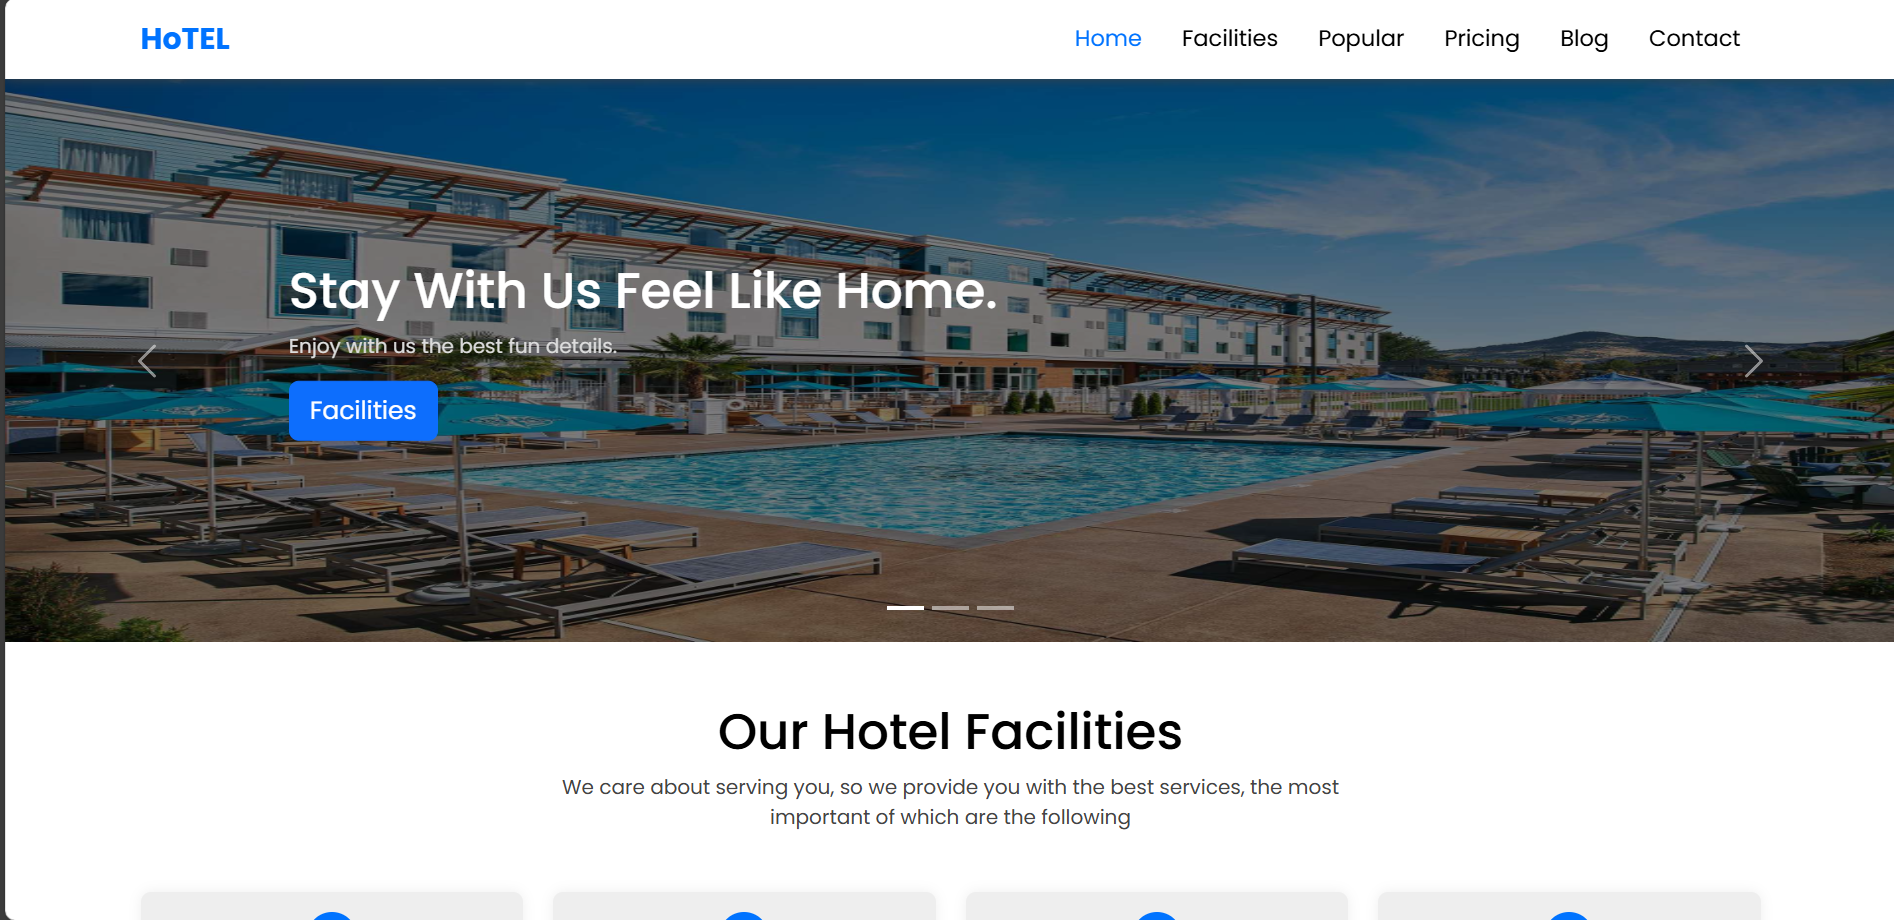 HoTEL
Home Facilities Popular Pricing Blog Contact
Stay With Us Feel Like Home.
Enjoy with us the best fun details.
Facilities
Our Hotel Facilities
We care about serving you, so we provide you with the best services, the most
important of which are the following